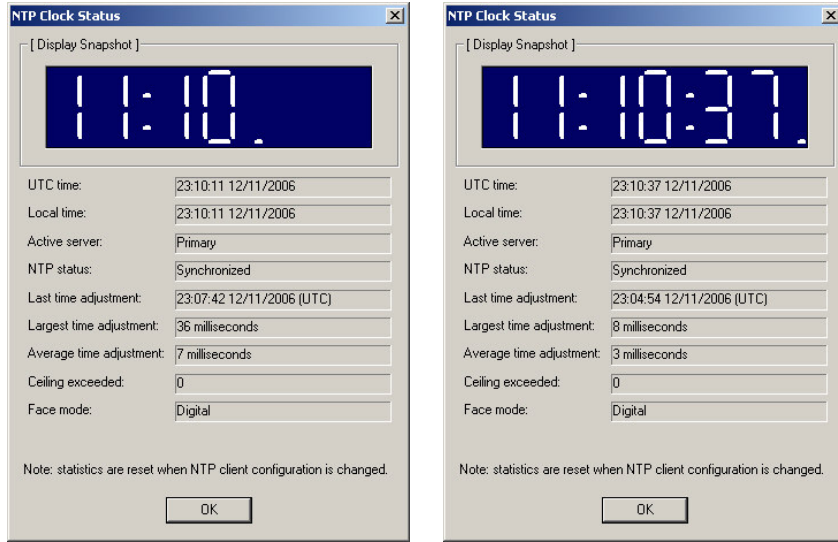 NTP Clock Status
[ Display Snapshot ]
11:10.
UTC time: 23:10:11 12/11/2006
Local time: 23:10:11 12/11/2006
Active server: Primary
NTP status: Synchronized
Last time adjustment: 23:07:42 12/11/2006 (UTC)
Largest time adjustment: 36 milliseconds
Average time adjustment: 7 milliseconds
Ceiling exceeded: 0
Face mode: Digital
Note: statistics are reset when NTP client configuration is changed.
OK
NTP Clock Status
[ Display Snapshot ]
11:10:37.
UTC time: 23:10:37 12/11/2006
Local time: 23:10:37 12/11/2006
Active server: Primary
NTP status: Synchronized
Last time adjustment: 23:04:54 12/11/2006 (UTC)
Largest time adjustment: 8 milliseconds
Average time adjustment: 3 milliseconds
Ceiling exceeded: 0
Face mode: Digital
Note: statistics are reset when NTP client configuration is changed.
OK